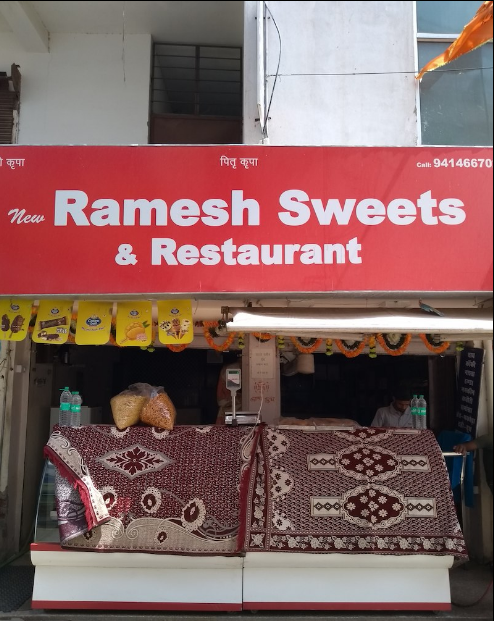 पितृ कृपा
कृपा
Call: 94146670
New Ramesh Sweets
& Restaurant